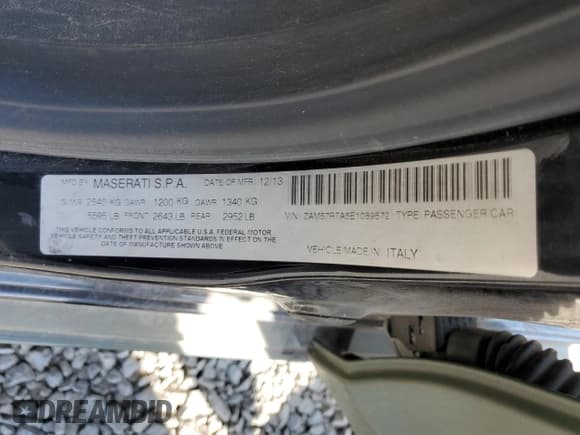 MFD BY MASERATI S.P.A. DATE OF MFR 12/13
GVWR 2540 KG GAWR 1200 KG GAWR 1340 KG
5595 LB FRONT 2643 LB REAR 2952 LB
THIS VEHICLE CONFORMS TO ALL APPLICABLE U.S.A. FEDERAL MOTOR
VEHICLE SAFETY AND THEFT PREVENTION STANDARDS IN EFFECT ON THE
DATE OF MANUFACTURE SHOWN ABOVE.
V.I.N. ZAM57RTA5E1089572 TYPE: PASSENGER CAR
VEHICLE MADE IN ITALY
DREAMBID